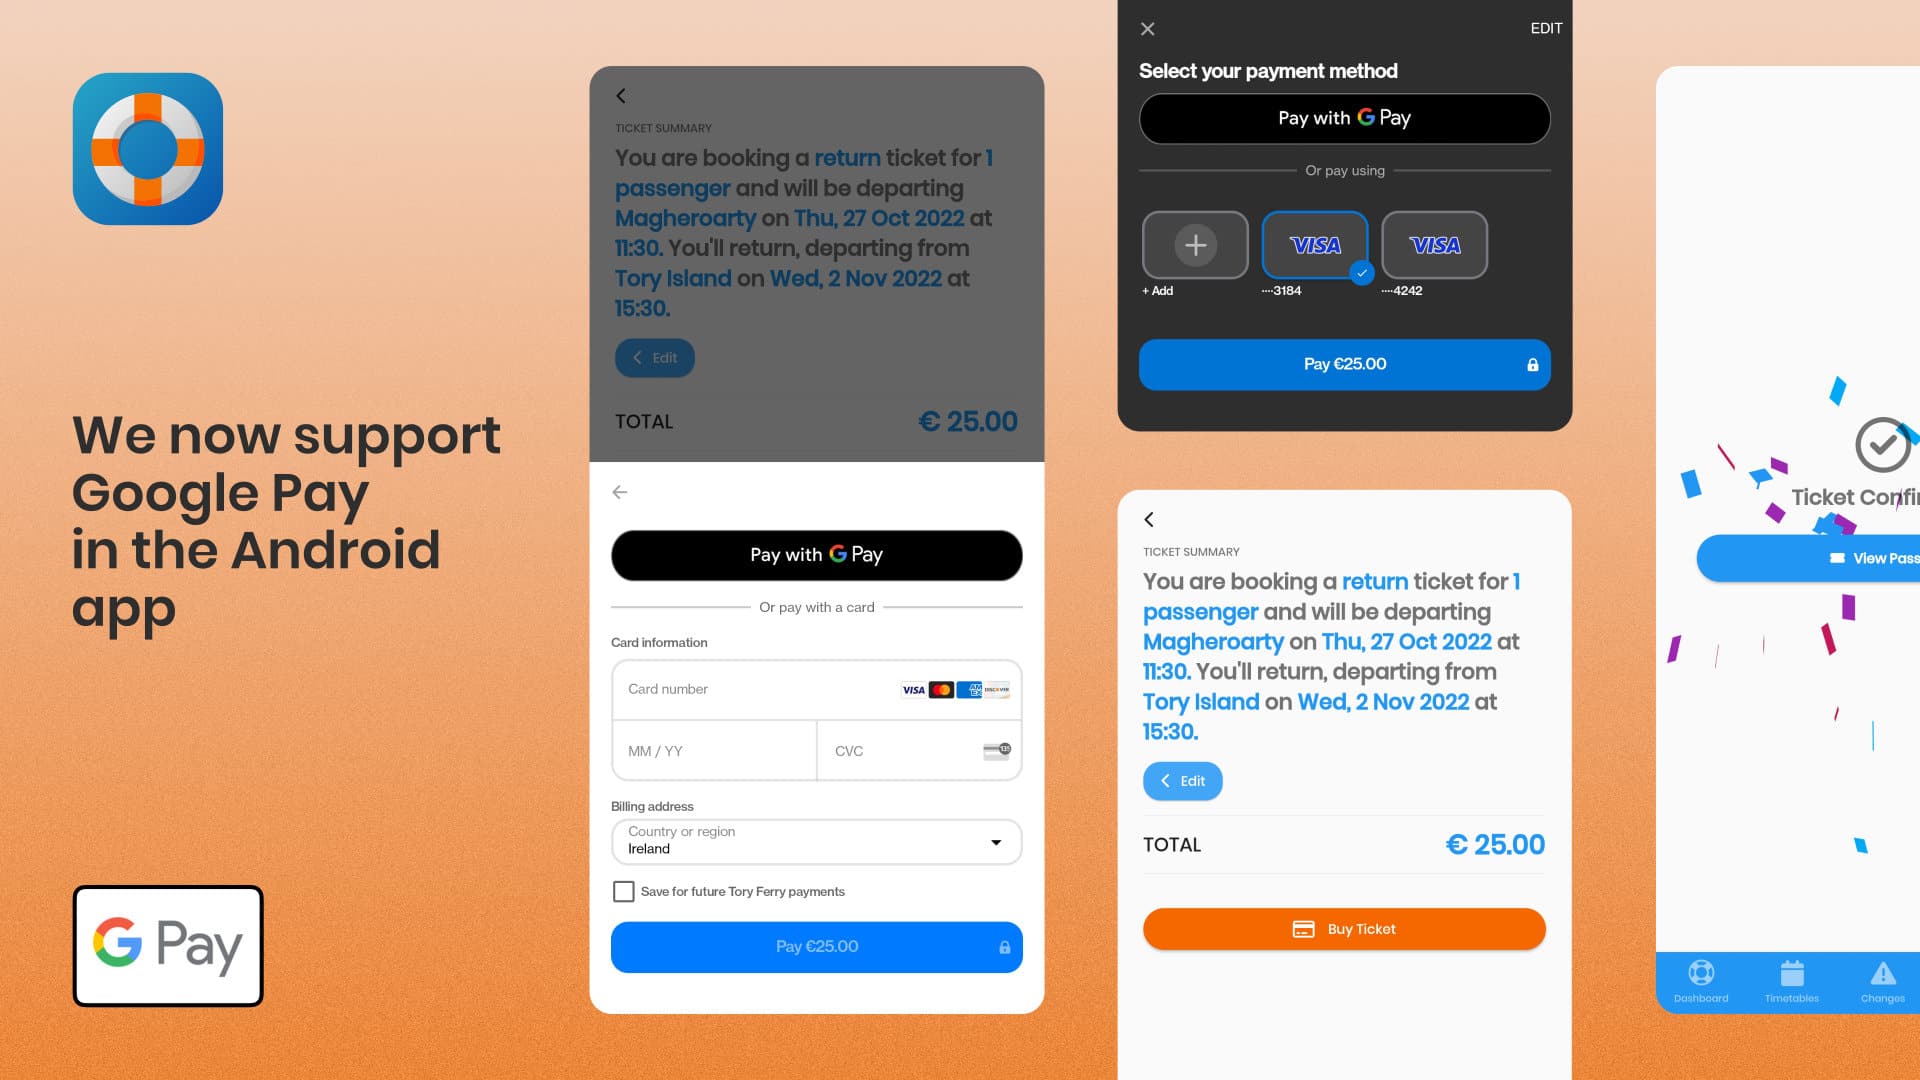 We now support
Google Pay
in the Android
app
G Pay
TICKET SUMMARY
You are booking a return ticket for 1
passenger and will be departing
Magheroarty on Thu, 27 Oct 2022 at
11:30. You'll return, departing from
Tory Island on Wed, 2 Nov 2022 at
15:30.
Edit
TOTAL € 25.00
Pay with G Pay
Or pay with a card
Card information
Card number VISA AMEX DISCOVER
MM / YY CVC 135
Billing address
Country or region
Ireland
Save for future Tory Ferry payments
Pay €25.00
EDIT
Select your payment method
Pay with G Pay
Or pay using
VISA VISA
+ Add ····3184 ····4242
Pay €25.00
TICKET SUMMARY
You are booking a return ticket for 1
passenger and will be departing
Magheroarty on Thu, 27 Oct 2022 at
11:30. You'll return, departing from
Tory Island on Wed, 2 Nov 2022 at
15:30.
Edit
TOTAL € 25.00
Buy Ticket
Ticket Confir
View Pass
Dashboard Timetables Changes